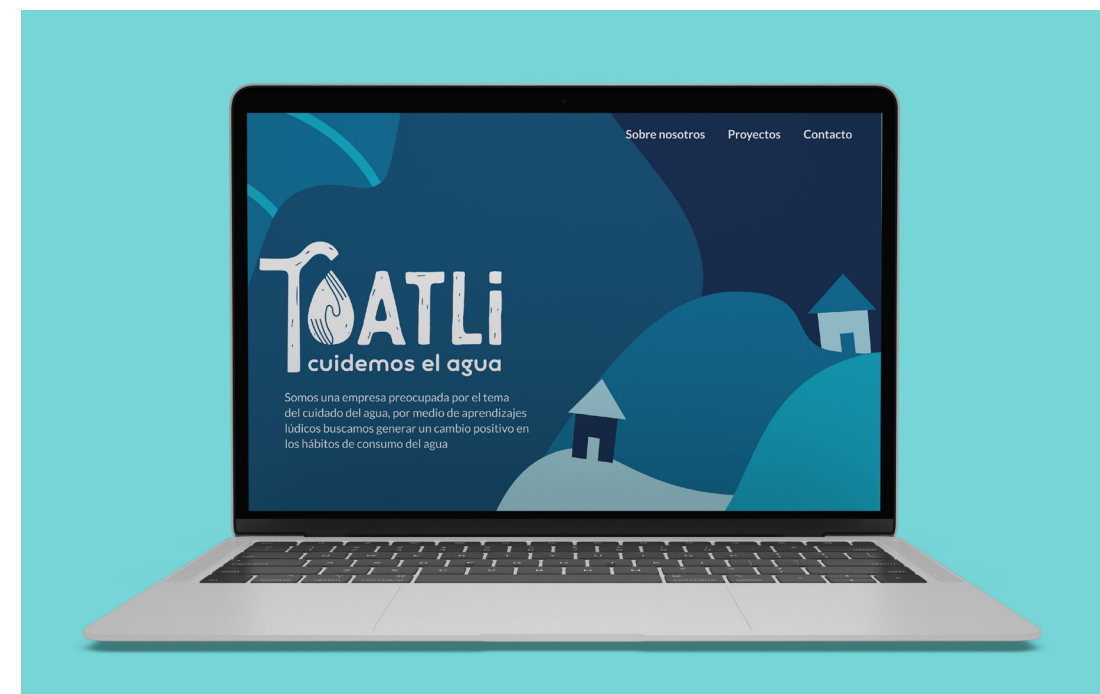 Sobre nosotros Proyectos Contacto
TOATLi
cuidemos el agua
Somos una empresa preocupada por el tema
del cuidado del agua, por medio de aprendizajes
lúdicos buscamos generar un cambio positivo en
los hábitos de consumo del agua